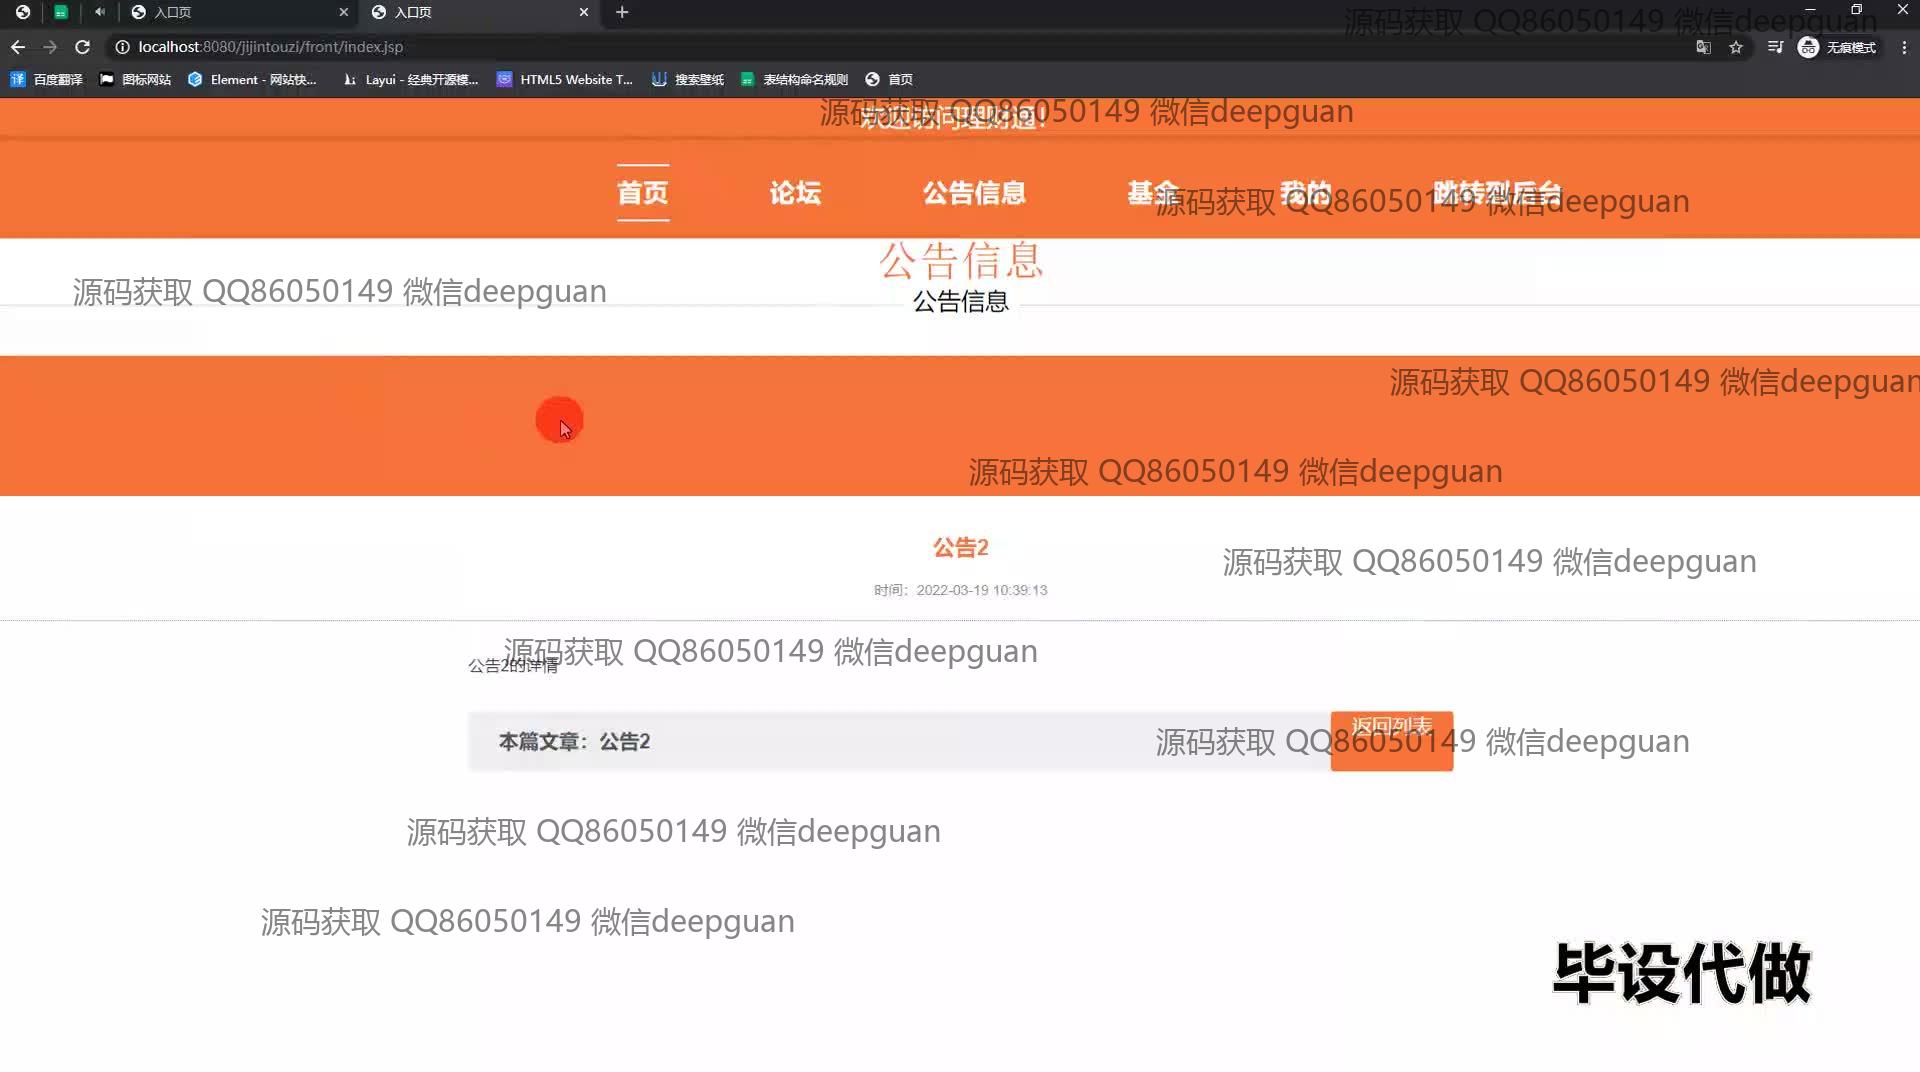 入口页
入口页
源码获取 QQ86050149 微信deepguan
localhost:8080/jijintouzi/front/index.jsp
无痕模式
百度翻译
图标网站
Element - 网站快...
Layui - 经典开源模...
HTML5 Website T...
搜索壁纸
表结构命名规则
首页
欢迎访问理财通！
源码获取 QQ86050149 微信deepguan
首页
论坛
公告信息
基金
我的
跳转到后台
源码获取 QQ86050149 微信deepguan
公告信息
源码获取 QQ86050149 微信deepguan
公告信息
源码获取 QQ86050149 微信deepguan
源码获取 QQ86050149 微信deepguan
公告2
源码获取 QQ86050149 微信deepguan
时间：2022-03-19 10:39:13
源码获取 QQ86050149 微信deepguan
公告2的详情
本篇文章：公告2
返回列表
源码获取 QQ86050149 微信deepguan
源码获取 QQ86050149 微信deepguan
源码获取 QQ86050149 微信deepguan
毕设代做